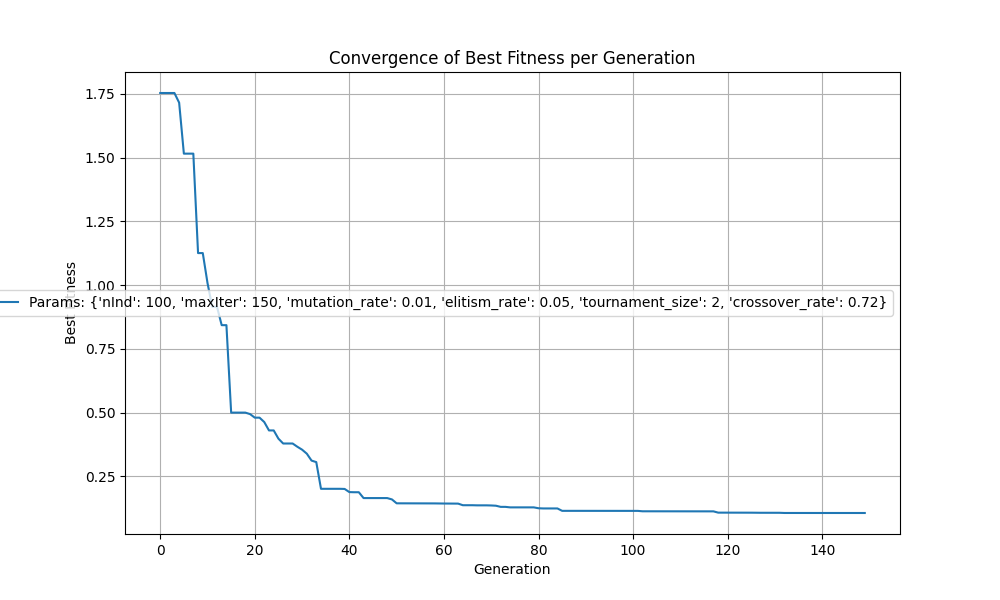 Convergence of Best Fitness per Generation
1.75
1.50
1.25
1.00
0.75
0.50
0.25
Best
Params: {'nInd': 100, 'maxIter': 150, 'mutation_rate': 0.01, 'elitism_rate': 0.05, 'tournament_size': 2, 'crossover_rate': 0.72}
0 20 40 60 80 100 120 140
Generation